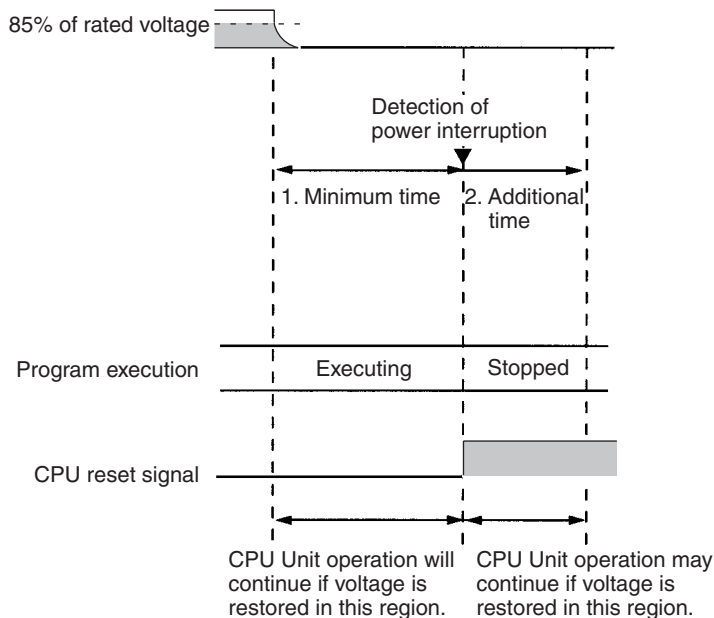 85% of rated voltage
Detection of
power interruption
1. Minimum time
2. Additional
time
Program execution
Executing
Stopped
CPU reset signal
CPU Unit operation will
continue if voltage is
restored in this region.
CPU Unit operation may
continue if voltage is
restored in this region.